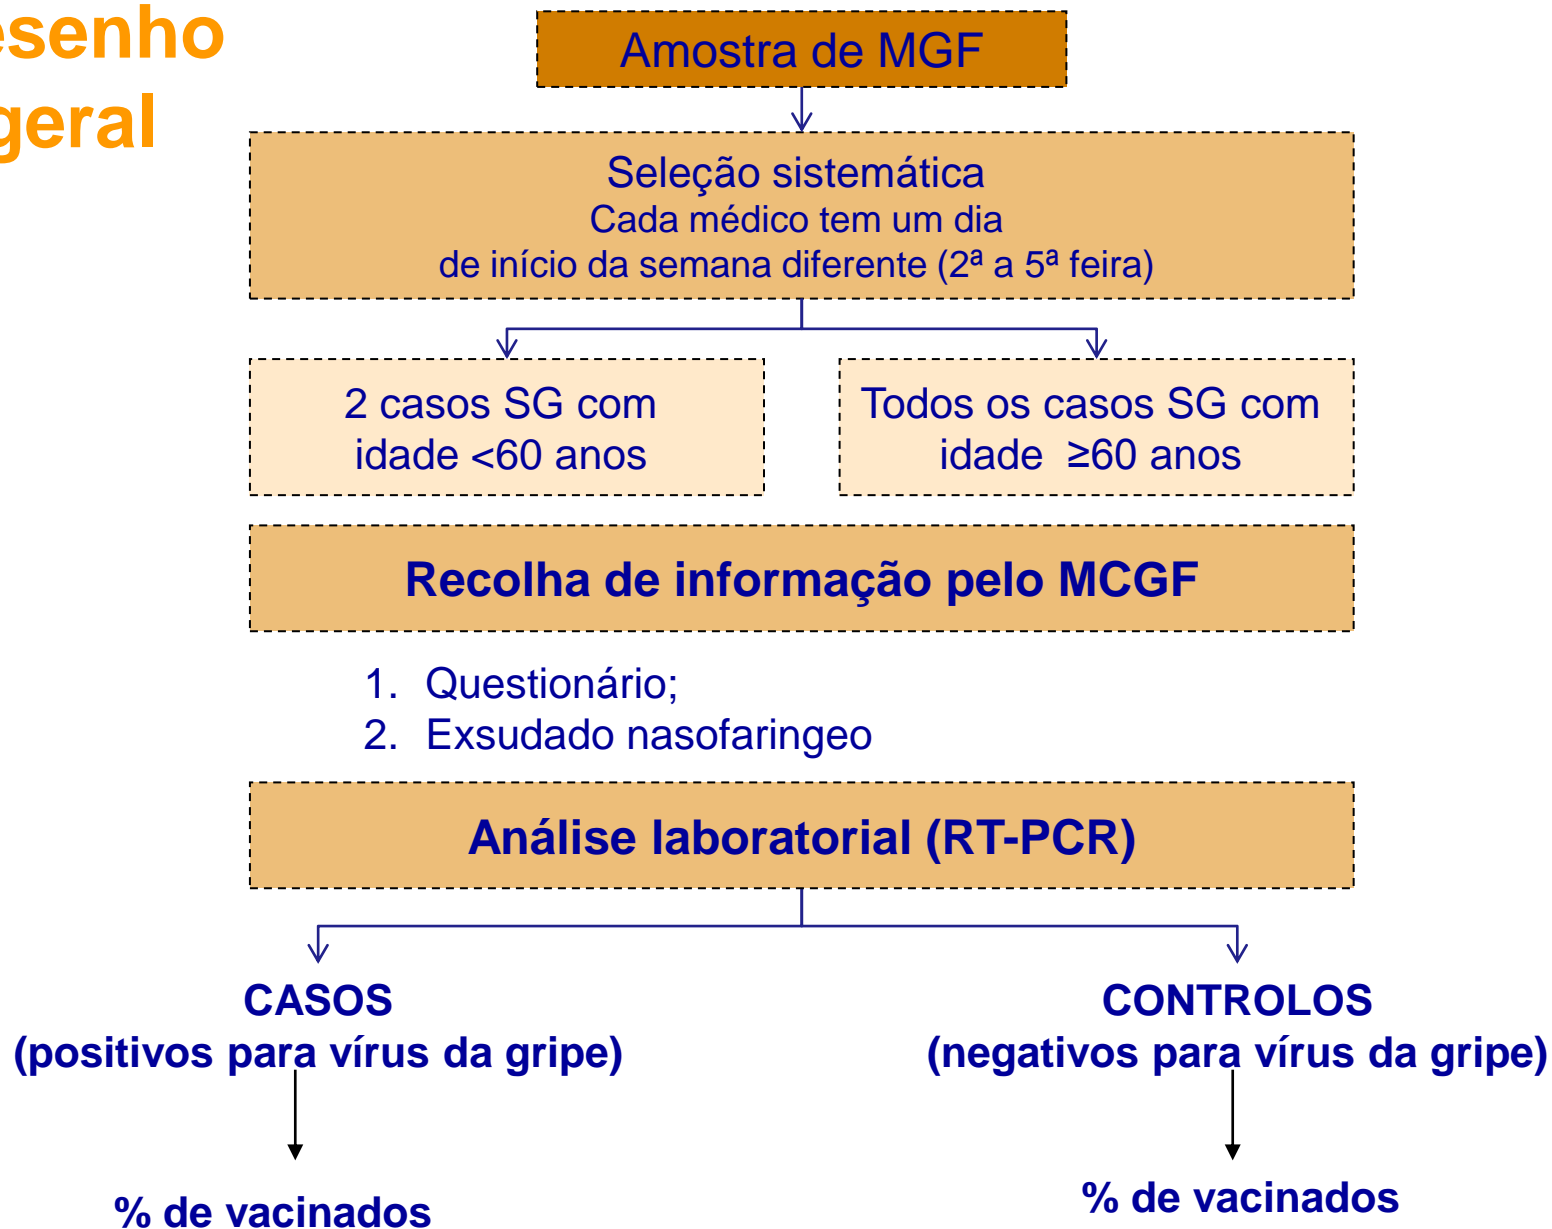 esenho
geral
Amostra de MGF
Seleção sistemática
Cada médico tem um dia
de início da semana diferente (2ª a 5ª feira)
2 casos SG com
idade <60 anos
Todos os casos SG com
idade ≥60 anos
Recolha de informação pelo MCGF
1. Questionário;
2. Exsudado nasofaringeo
Análise laboratorial (RT-PCR)
CASOS
(positivos para vírus da gripe)
CONTROLOS
(negativos para vírus da gripe)
% de vacinados
% de vacinados